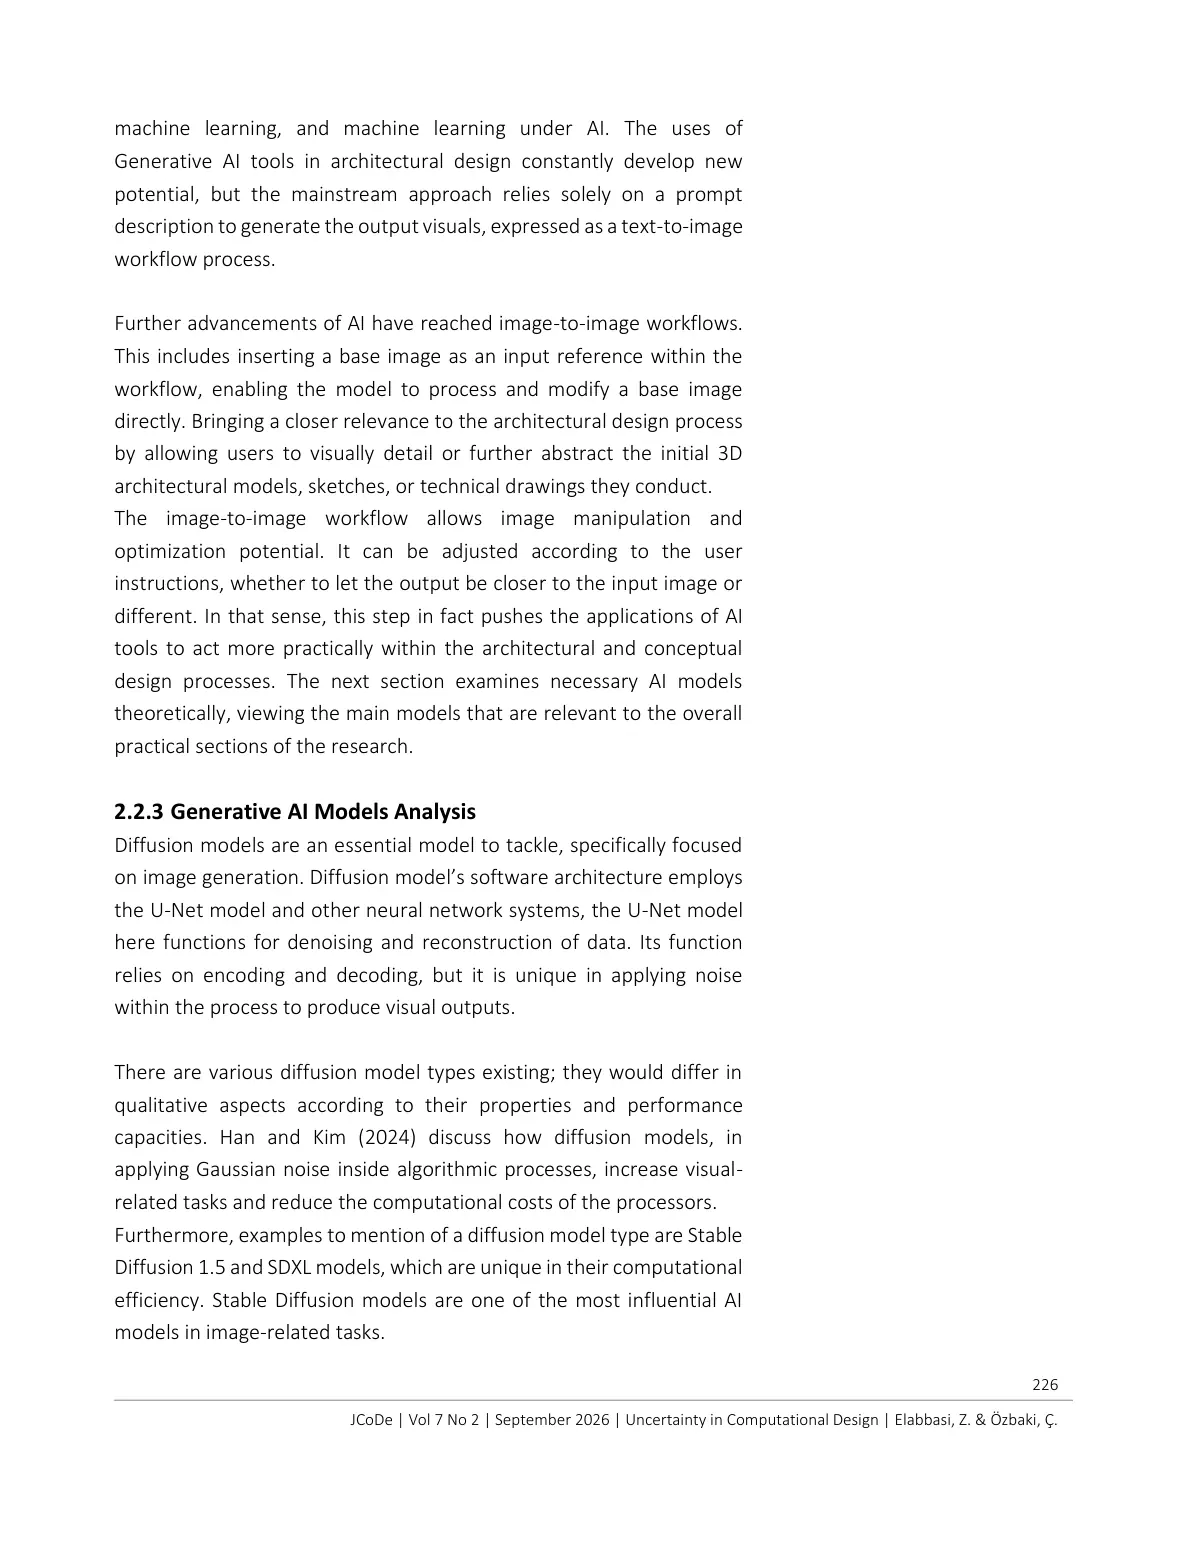 machine learning, and machine learning under AI. The uses of
Generative AI tools in architectural design constantly develop new
potential, but the mainstream approach relies solely on a prompt
description to generate the output visuals, expressed as a text-to-image
workflow process.
Further advancements of AI have reached image-to-image workflows.
This includes inserting a base image as an input reference within the
workflow, enabling the model to process and modify a base image
directly. Bringing a closer relevance to the architectural design process
by allowing users to visually detail or further abstract the initial 3D
architectural models, sketches, or technical drawings they conduct.
The image-to-image workflow allows image manipulation and
optimization potential. It can be adjusted according to the user
instructions, whether to let the output be closer to the input image or
different. In that sense, this step in fact pushes the applications of AI
tools to act more practically within the architectural and conceptual
design processes. The next section examines necessary AI models
theoretically, viewing the main models that are relevant to the overall
practical sections of the research.
2.2.3 Generative AI Models Analysis
Diffusion models are an essential model to tackle, specifically focused
on image generation. Diffusion model’s software architecture employs
the U-Net model and other neural network systems, the U-Net model
here functions for denoising and reconstruction of data. Its function
relies on encoding and decoding, but it is unique in applying noise
within the process to produce visual outputs.
There are various diffusion model types existing; they would differ in
qualitative aspects according to their properties and performance
capacities. Han and Kim (2024) discuss how diffusion models, in
applying Gaussian noise inside algorithmic processes, increase visual-
related tasks and reduce the computational costs of the processors.
Furthermore, examples to mention of a diffusion model type are Stable
Diffusion 1.5 and SDXL models, which are unique in their computational
efficiency. Stable Diffusion models are one of the most influential AI
models in image-related tasks.
226
JCoDe | Vol 7 No 2 | September 2026 | Uncertainty in Computational Design | Elabbasi, Z. & Özbaki, Ç.